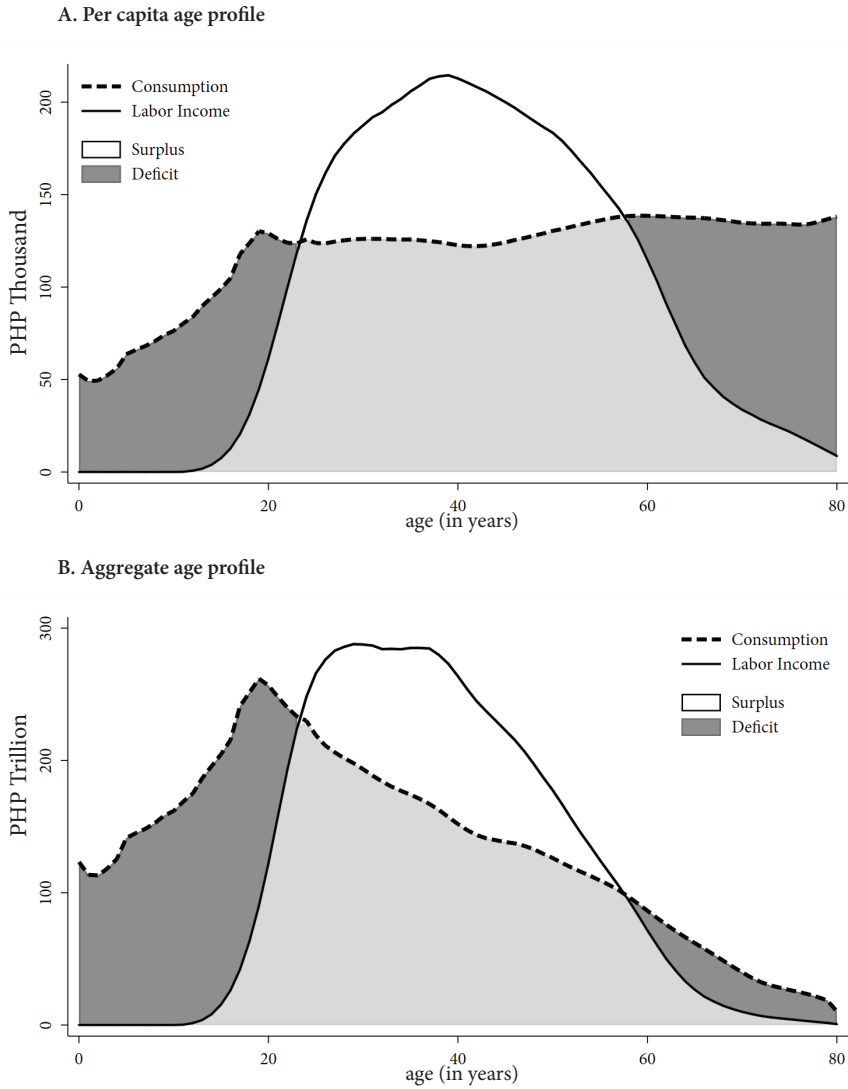 A. Per capita age profile
Consumption
Labor Income
Surplus
Deficit
PHP Thousand
200
150
100
50
0
0 20 40 60 80
age (in years)
B. Aggregate age profile
Consumption
Labor Income
Surplus
Deficit
PHP Trillion
300
200
100
0
0 20 40 60 80
age (in years)